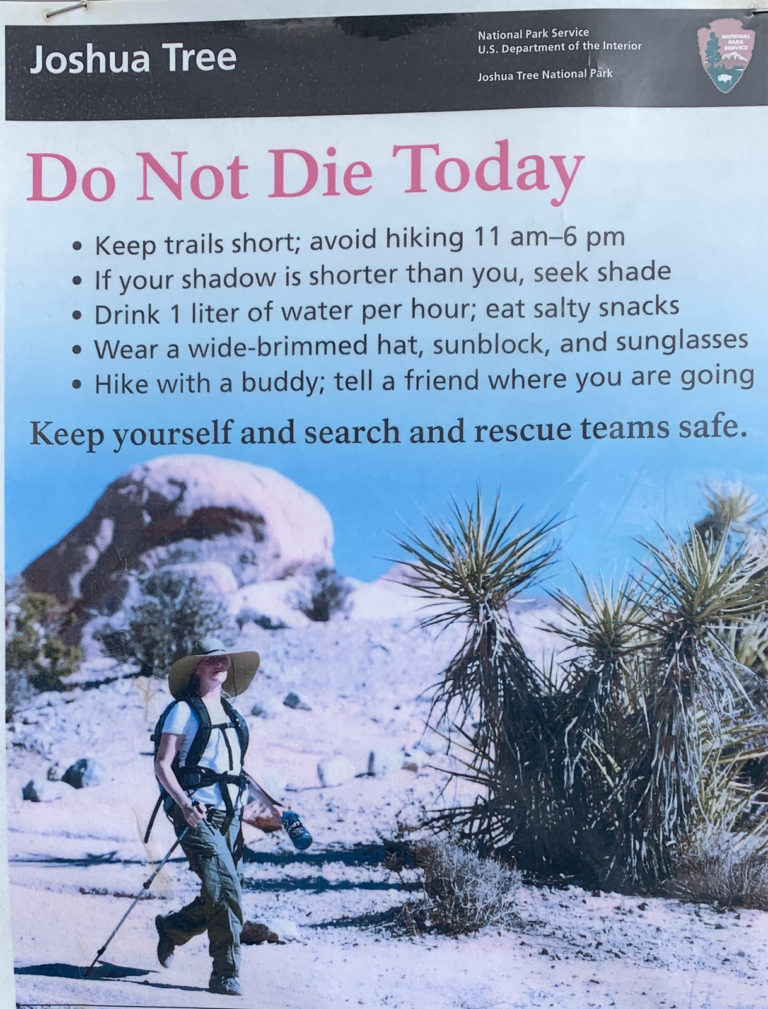 Joshua Tree
National Park Service
U.S. Department of the Interior
Joshua Tree National Park
NATIONAL
PARK
SERVICE
Do Not Die Today
• Keep trails short; avoid hiking 11 am–6 pm
• If your shadow is shorter than you, seek shade
• Drink 1 liter of water per hour; eat salty snacks
• Wear a wide-brimmed hat, sunblock, and sunglasses
• Hike with a buddy; tell a friend where you are going
Keep yourself and search and rescue teams safe.